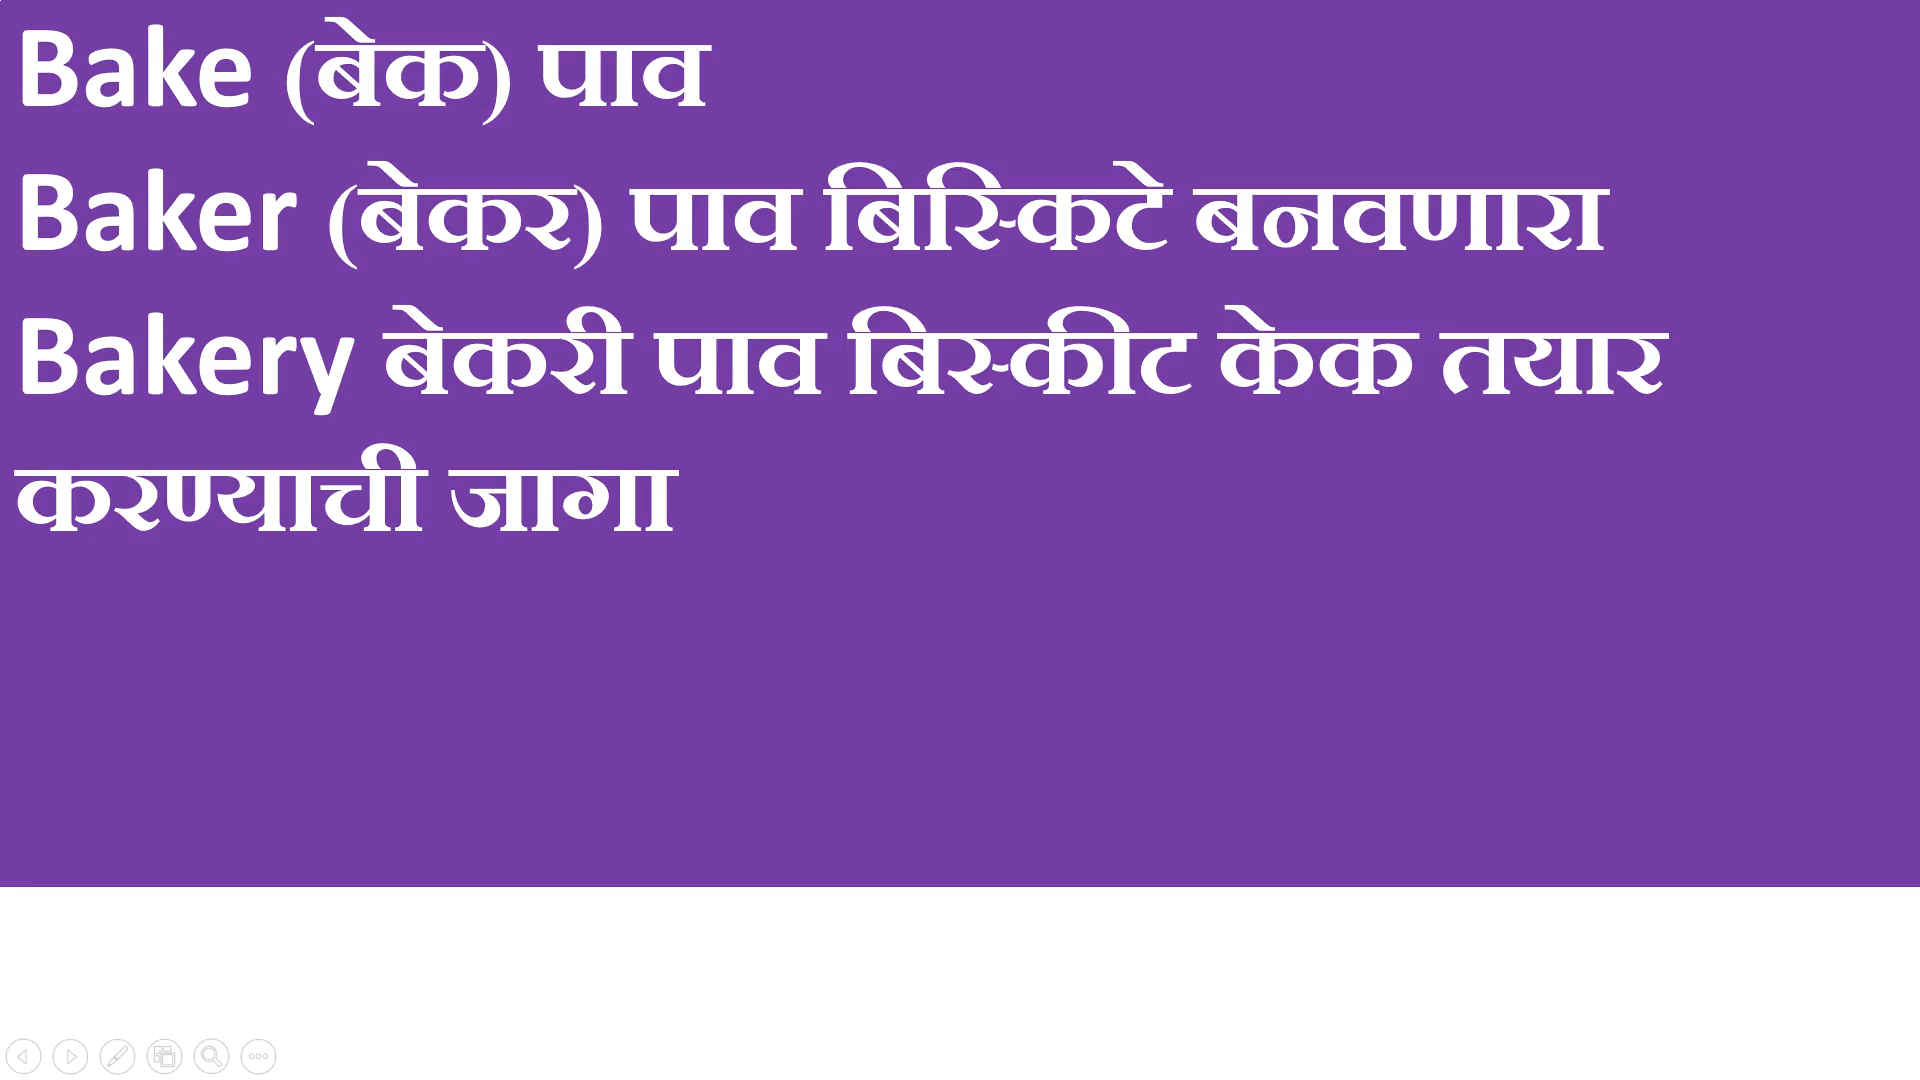 Bake (बेक) पाव
Baker (बेकर) पाव बिस्किटे बनवणारा
Bakery बेकरी पाव बिस्कीट केक तयार
करण्याची जागा